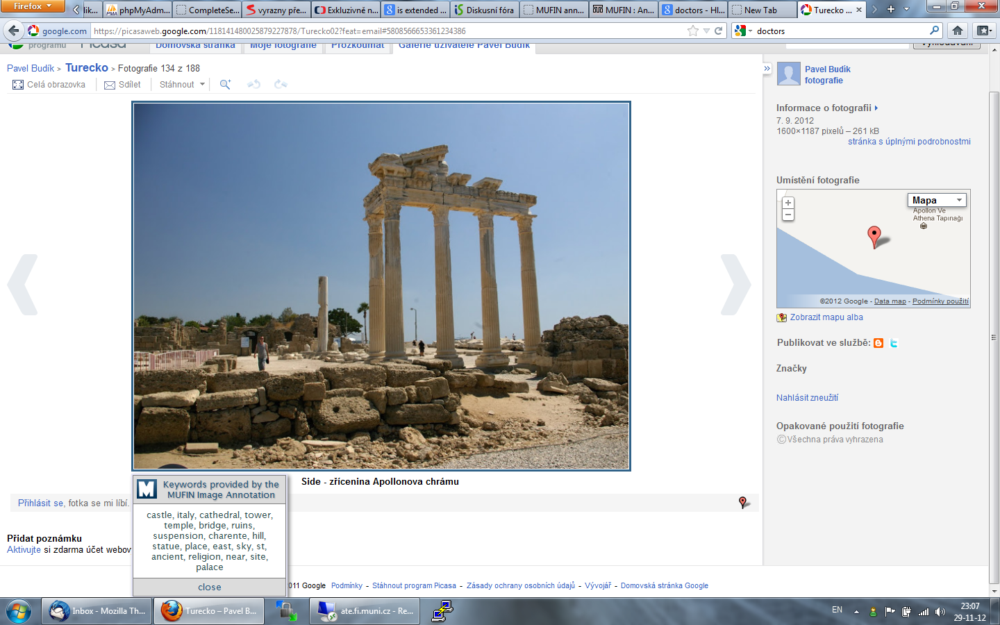 Firefox
lik...
phpMyAdm...
CompleteSe...
vyrazny pře...
Exkluzivně n...
is extended ...
Diskusní fóra
MUFIN ann...
MUFIN : An...
doctors - Hl...
New Tab
Turecko ...
google.com
https://picasaweb.google.com/118141480025879227878/Turecko02?feat=email#5808566653361234386
doctors
programu Picasa
Domovská stránka
Moje fotografie
Prozkoumat
Galerie uživatele Pavel Budík
Vyhledávání
Pavel Budík > Turecko > Fotografie 134 z 188
Celá obrazovka
Sdílet
Stáhnout
Pavel Budík
fotografie
Informace o fotografii
7. 9. 2012
1600×1187 pixelů – 261 kB
stránka s úplnými podrobnostmi
Umístění fotografie
Mapa
Apollon Ve
Athena Tapınağı
©2012 Google - Data map - Podmínky použití
Zobrazit mapu alba
Publikovat ve službě:
Značky
Nahlásit zneužití
Opakované použití fotografie
Všechna práva vyhrazena
Side - zřícenina Apollonova chrámu
Přihlásit se, fotka se mi líbí.
Keywords provided by the
MUFIN Image Annotation
castle, italy, cathedral, tower,
temple, bridge, ruins,
suspension, charente, hill,
statue, place, east, sky, st,
ancient, religion, near, site,
palace
close
Přidat poznámku
Aktivujte si zdarma účet webov
011 Google Podmínky - Stáhnout program Picasa - Zásady ochrany osobních údajů - Vývojář - Domovská stránka Google
Inbox - Mozilla Th...
Turecko – Pavel B...
ate.fi.muni.cz - Re...
EN
23:07
29-11-12